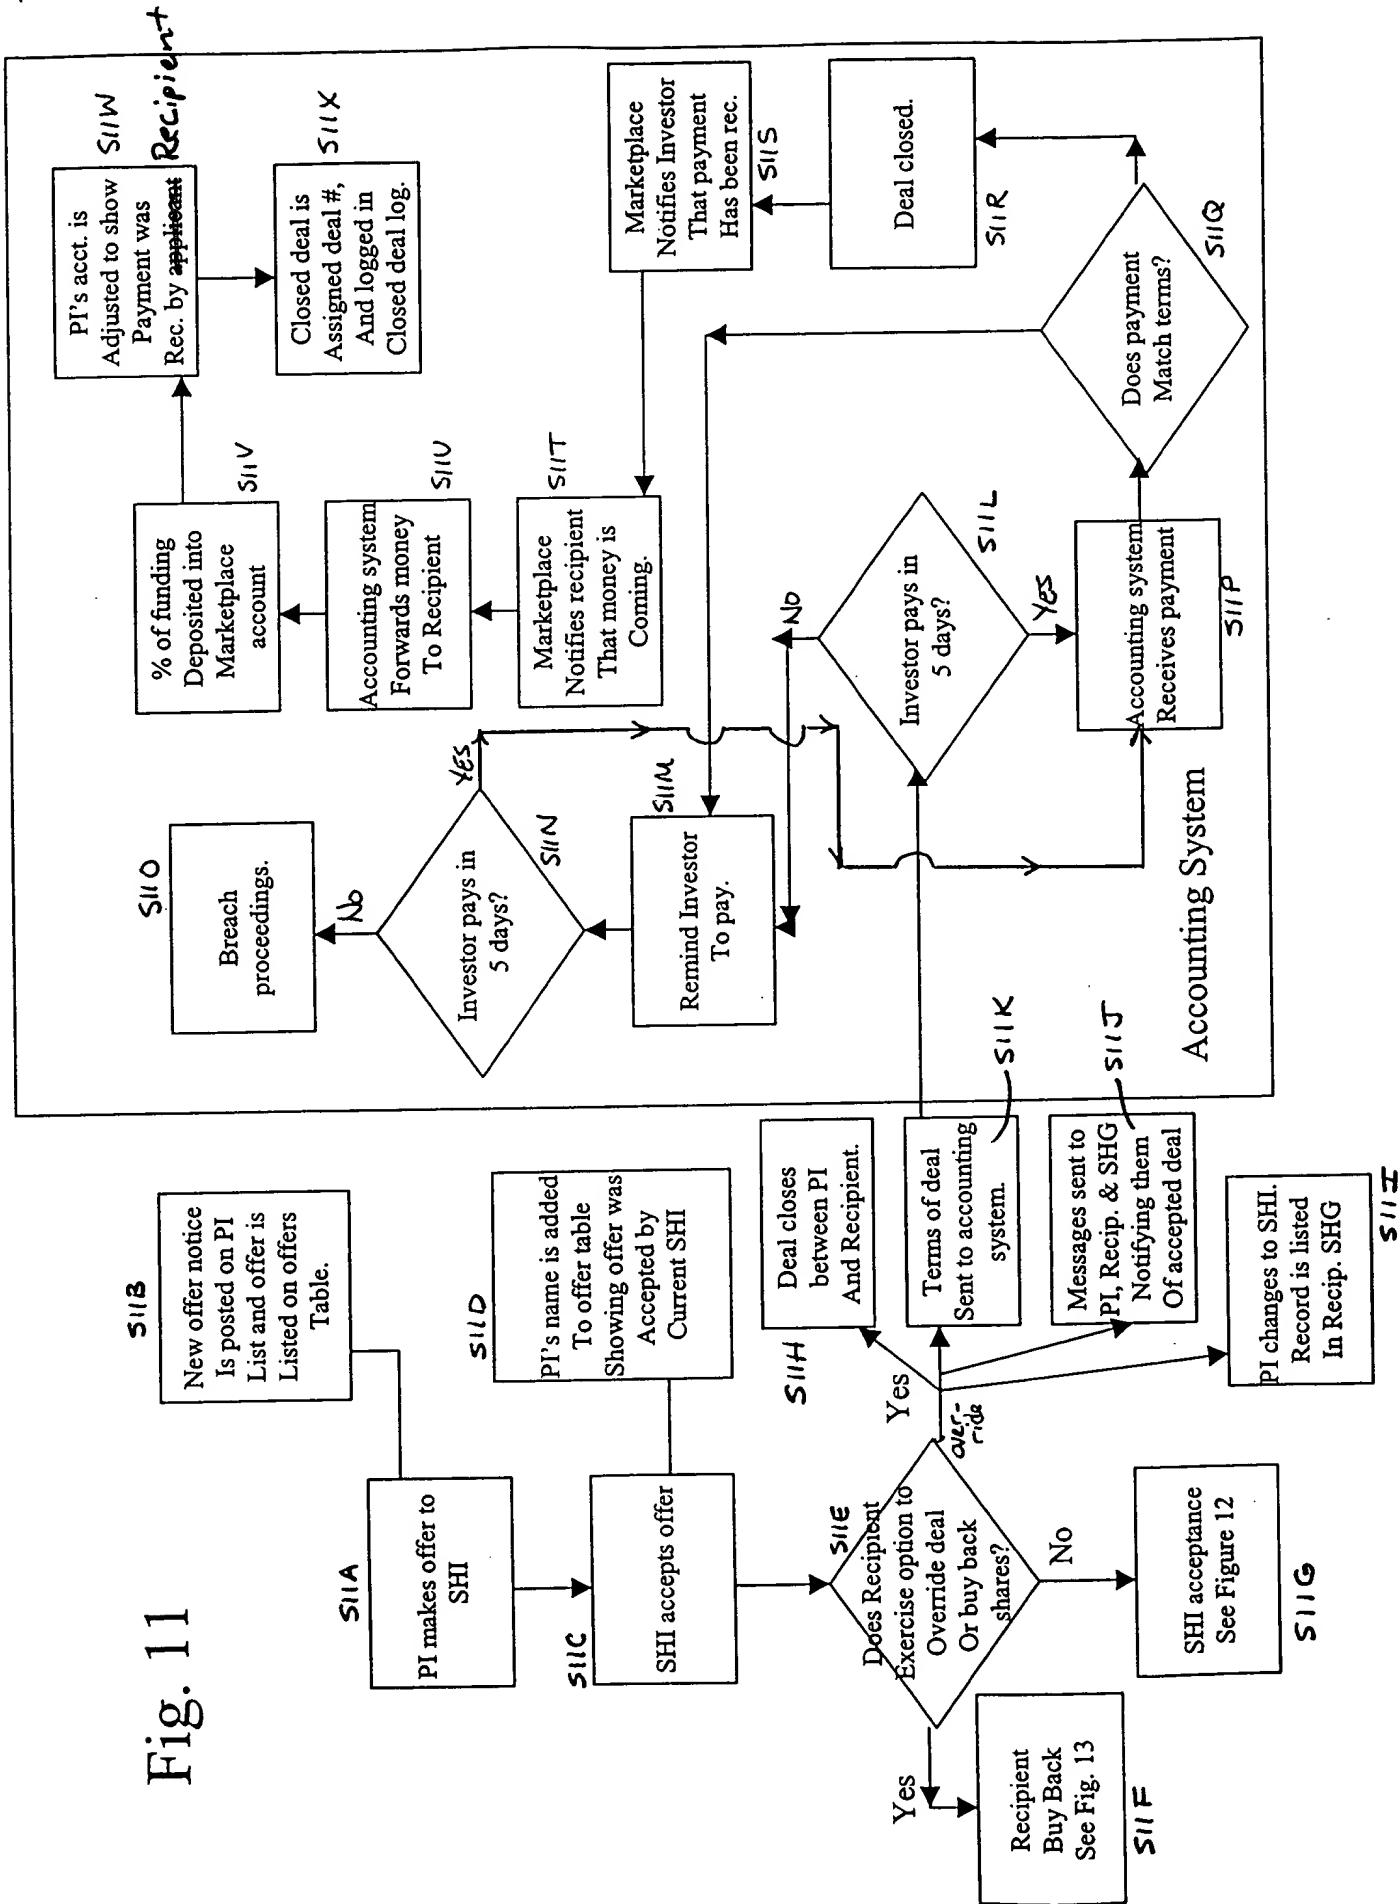 Fig. 11
S11A
PI makes offer to
SHI
S11B
New offer notice
Is posted on PI
List and offer is
Listed on offers
Table.
S11C
SHI accepts offer
S11D
PI's name is added
To offer table
Showing offer was
Accepted by
Current SHI
S11E
Does Recipient
Exercise option to
Override deal
Or buy back
shares?
Yes
Recipient
Buy Back
See Fig. 13
S11F
No
SHI acceptance
See Figure 12
S11G
over-
ride
Yes
S11H
Deal closes
between PI
And Recipient.
Terms of deal
Sent to accounting
system.
S11K
Messages sent to
PI, Recip. & SHG
Notifying them
Of accepted deal
S11J
PI changes to SHI.
Record is listed
In Recip. SHG
S11I
Accounting System
S11O
Breach
proceedings.
No
Investor pays in
5 days?
S11N
YES
Remind Investor
To pay.
S11M
No
Investor pays in
5 days?
S11L
Yes
Accounting system
Receives payment
S11P
Does payment
Match terms?
S11Q
Deal closed.
S11R
Marketplace
Notifies Investor
That payment
Has been rec.
S11S
Marketplace
Notifies recipient
That money is
Coming.
S11T
Accounting system
Forwards money
To Recipient
S11U
% of funding
Deposited into
Marketplace
account
S11V
PI's acct. is
Adjusted to show
Payment was
Rec. by applicant Recipient
S11W
Closed deal is
Assigned deal #,
And logged in
Closed deal log.
S11X